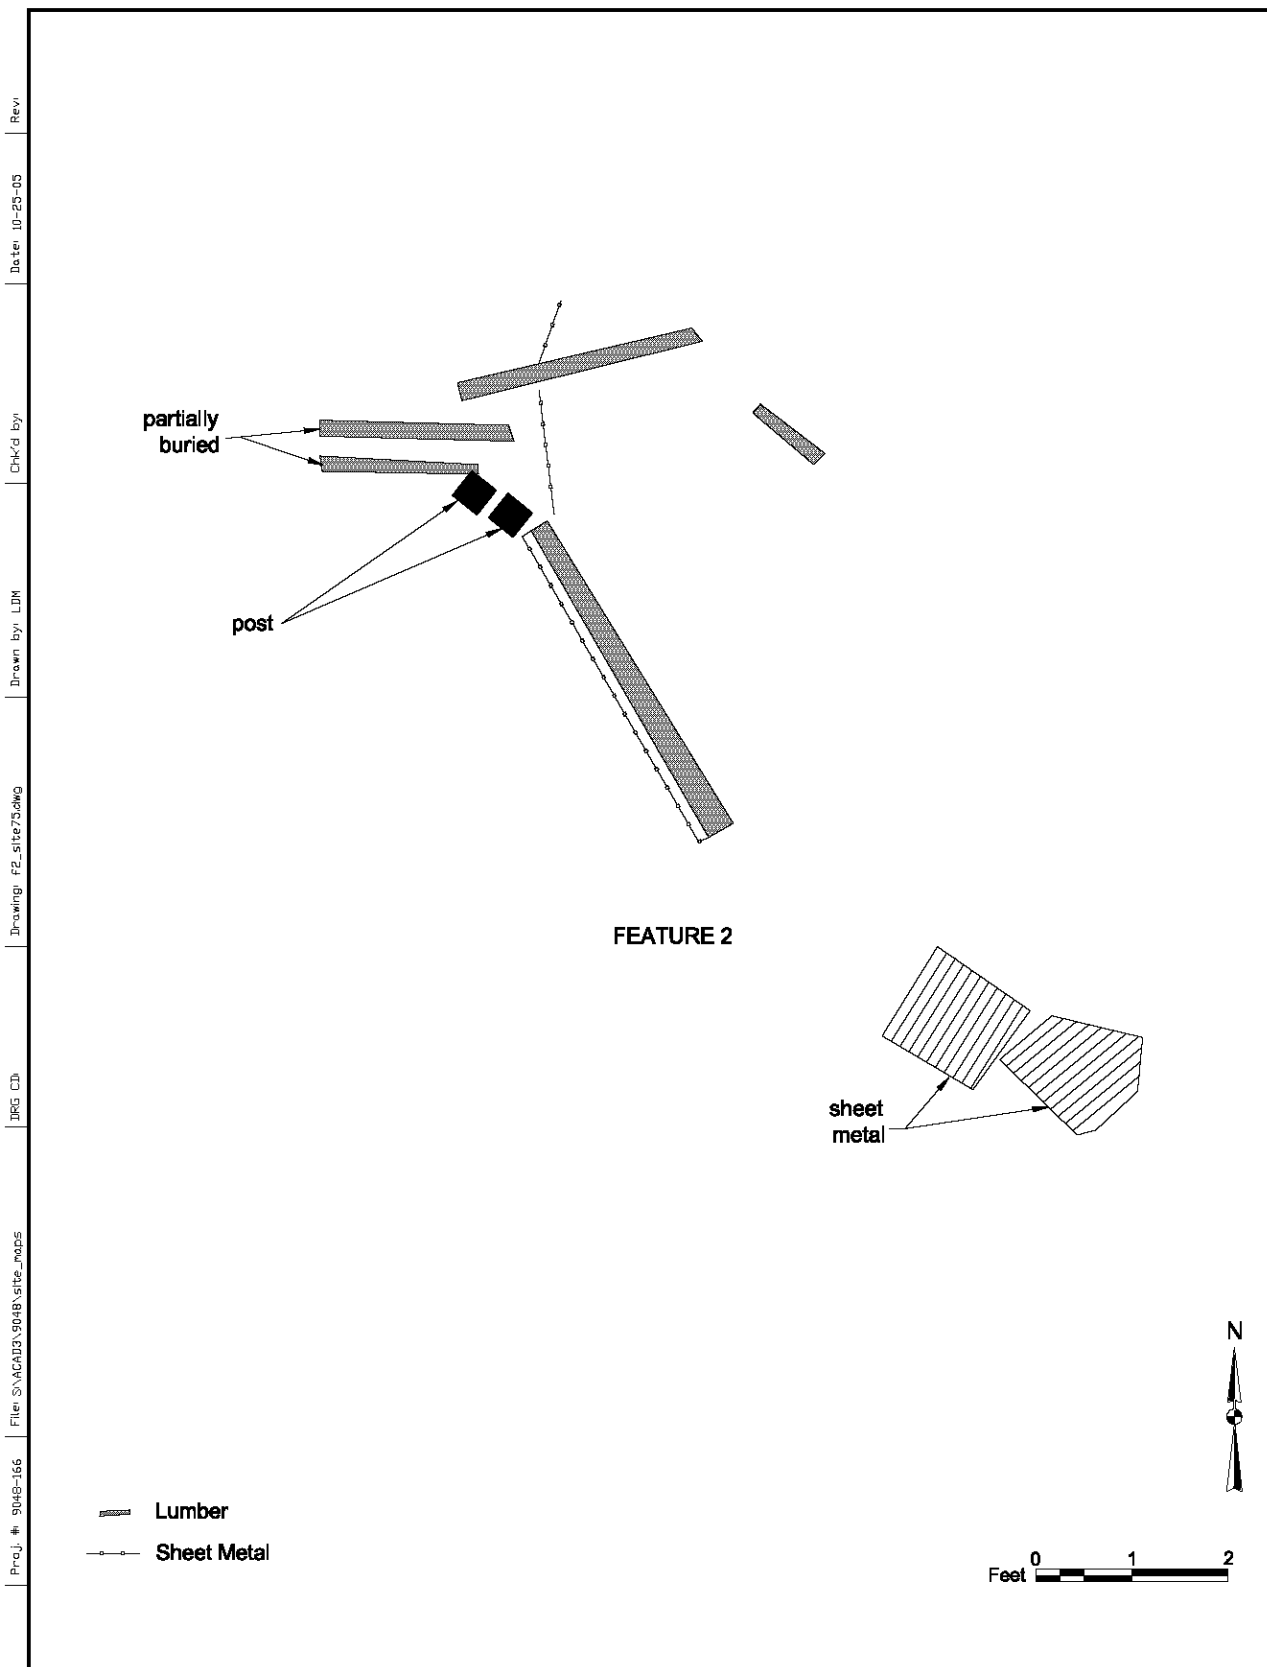 partially
buried
post
FEATURE 2
sheet
metal
N
Lumber
Sheet Metal
0 1 2
Feet
Proj. #: 9048-166
File: S:\ACAD3\9048\site_maps
DRG CD:
Drawing: f2_site75.dwg
Drawn by: LDM
Chk'd by:
Date: 10-25-05
Rev: